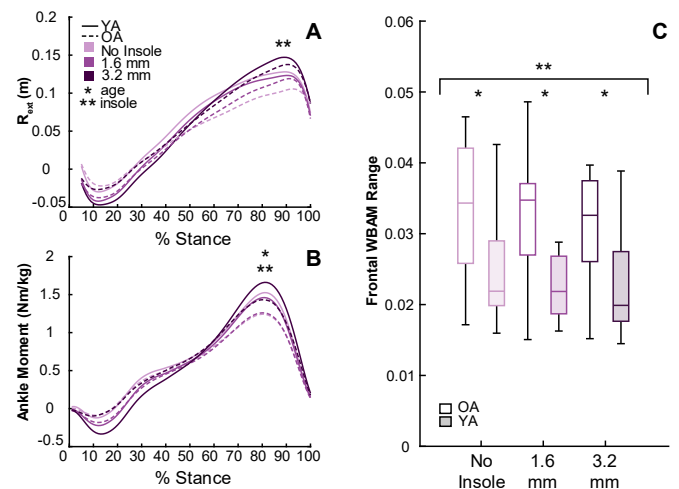 A
0.2
0.15
0.1
0.05
0
-0.05
R_ext (m)
YA
OA
No Insole
1.6 mm
3.2 mm
* age
** insole
**
0 10 20 30 40 50 60 70 80 90 100
% Stance
B
2
1.5
1
0.5
0
-0.5
Ankle Moment (Nm/kg)
*
**
0 10 20 30 40 50 60 70 80 90 100
% Stance
C
0.06
0.05
0.04
0.03
0.02
0.01
0
Frontal WBAM Range
**
* * *
OA
YA
No 1.6 3.2
Insole mm mm